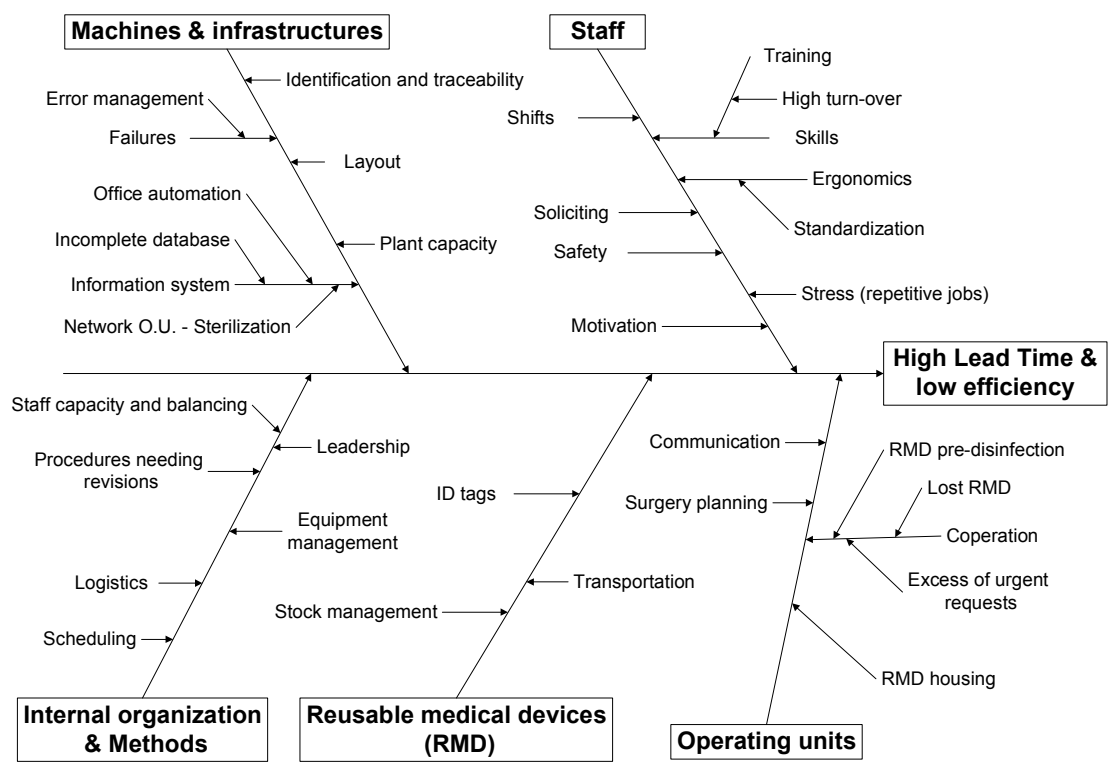 Machines & infrastructures
Staff
Identification and traceability
Error management
Failures
Layout
Office automation
Incomplete database
Plant capacity
Information system
Network O.U. - Sterilization
Training
High turn-over
Shifts
Skills
Ergonomics
Soliciting
Standardization
Safety
Stress (repetitive jobs)
Motivation
High Lead Time &
low efficiency
Staff capacity and balancing
Leadership
Procedures needing
revisions
Equipment
management
Logistics
Scheduling
Internal organization
& Methods
ID tags
Transportation
Stock management
Reusable medical devices
(RMD)
Communication
RMD pre-disinfection
Lost RMD
Surgery planning
Coperation
Excess of urgent
requests
RMD housing
Operating units